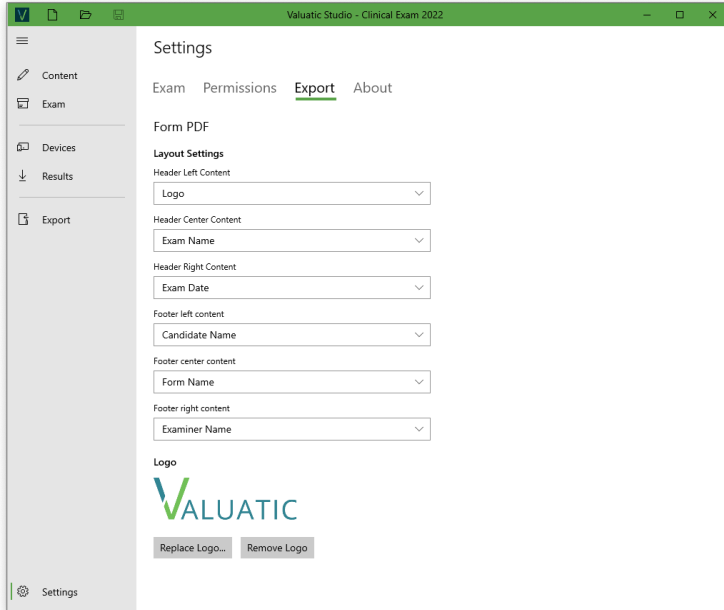 Valuatic Studio - Clinical Exam 2022
Settings
Content
Exam
Devices
Results
Export
Settings
Exam Permissions Export About
Form PDF
Layout Settings
Header Left Content
Logo
Header Center Content
Exam Name
Header Right Content
Exam Date
Footer left content
Candidate Name
Footer center content
Form Name
Footer right content
Examiner Name
Logo
VALUATIC
Replace Logo... Remove Logo